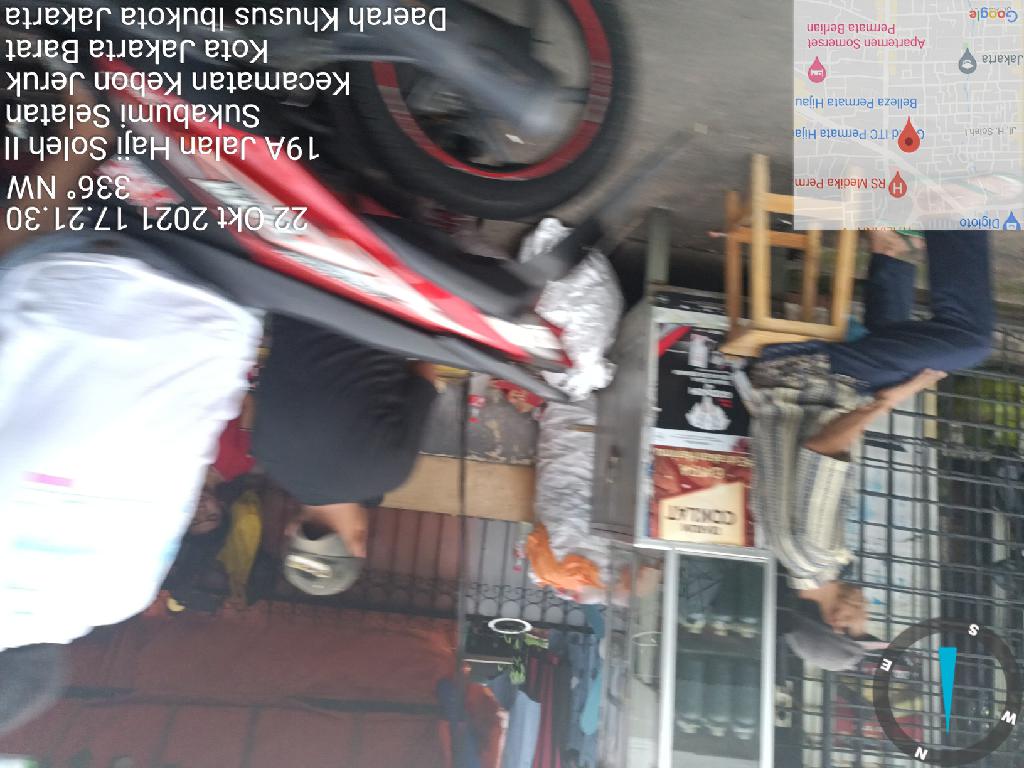 N
W
E
S
COKLAT
Digioto
RS Medika Perm
ITC Permata Hija
Jl. H. Soleh I
Belleza Permata Hijau
Jakarta
Apartemen Somerset
Permata Berlian
Google
22 Okt 2021 17.21.30
336° NW
19A Jalan Haji Soleh II
Sukabumi Selatan
Kecamatan Kebon Jeruk
Kota Jakarta Barat
Daerah Khusus Ibukota Jakarta